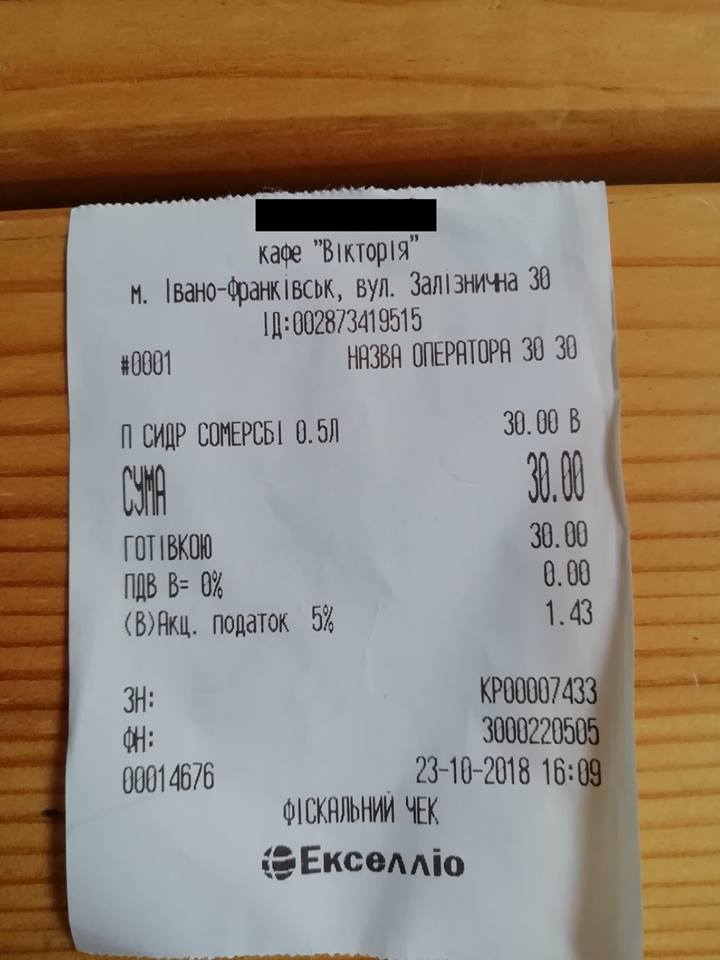 кафе "Вікторія"
м. Івано-Франківськ, вул. Залізнична 30
ІД:002873419515
#0001 НАЗВА ОПЕРАТОРА 30 30
П СИДР СОМЕРСБІ 0.5Л 30.00 В
СУМА 30.00
ГОТІВКОЮ 30.00
ПДВ В= 0% 0.00
(В)Акц. податок 5% 1.43
ЗН: КР00007433
ФН: 3000220505
00014676 23-10-2018 16:09
ФІСКАЛЬНИЙ ЧЕК
Екселліо